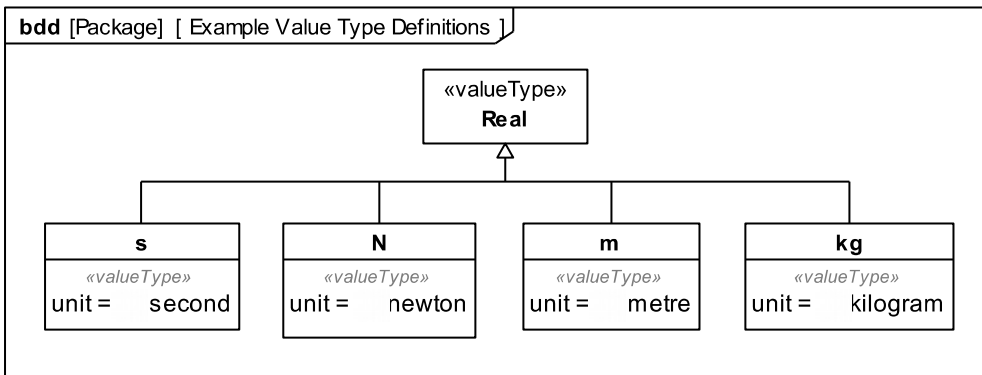 bdd [Package] [ Example Value Type Definitions ]
«valueType»
Real
s
«valueType»
unit = second
N
«valueType»
unit = newton
m
«valueType»
unit = metre
kg
«valueType»
unit = kilogram